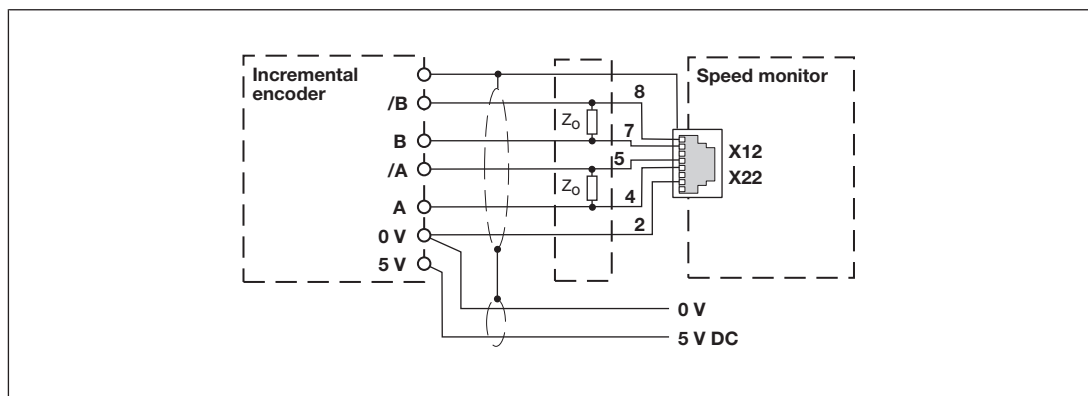 Incremental
encoder
Speed monitor
/B
8
Z₀
B
7
/A
5
X12
Z₀
X22
A
4
0 V
2
5 V
0 V
5 V DC